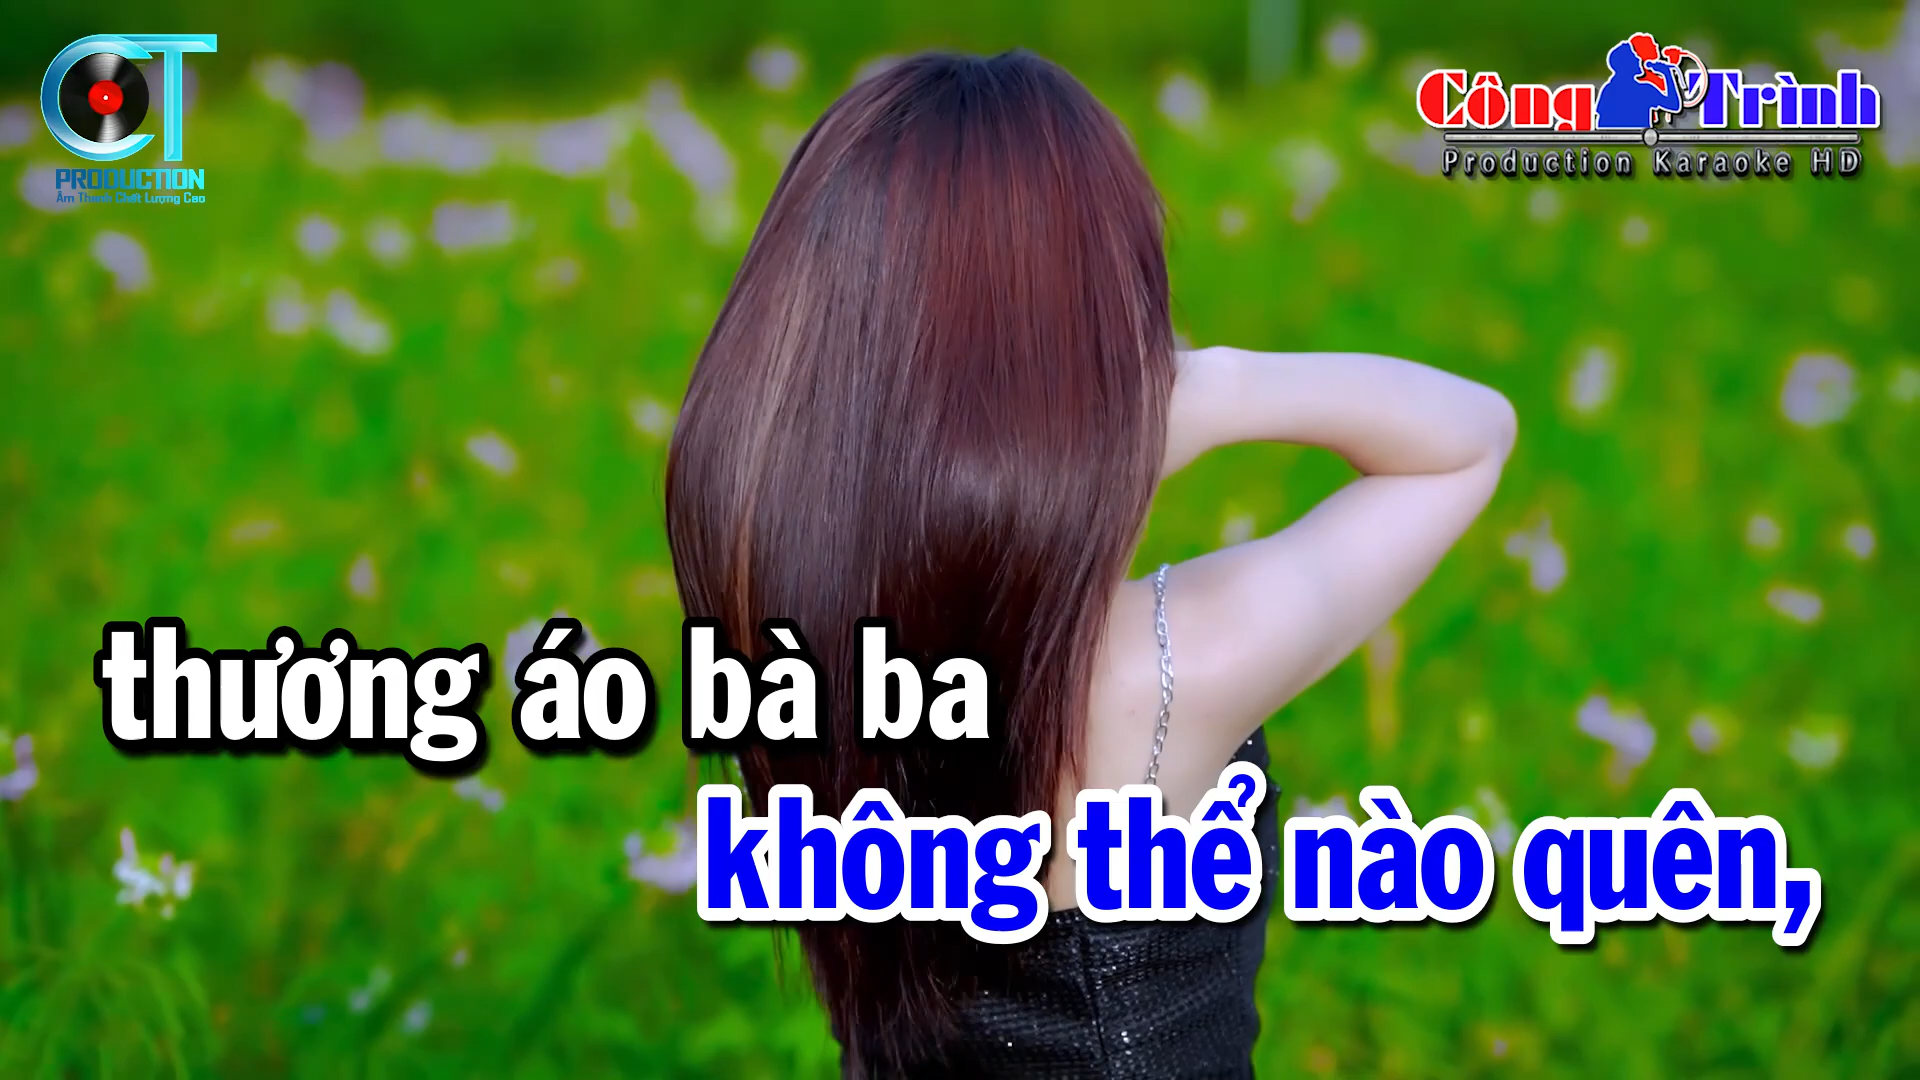 CT
PRODUCTION
Âm Thanh Chất Lượng Cao
Công Trình
Production Karaoke HD
thương áo bà ba
không thể nào quên,